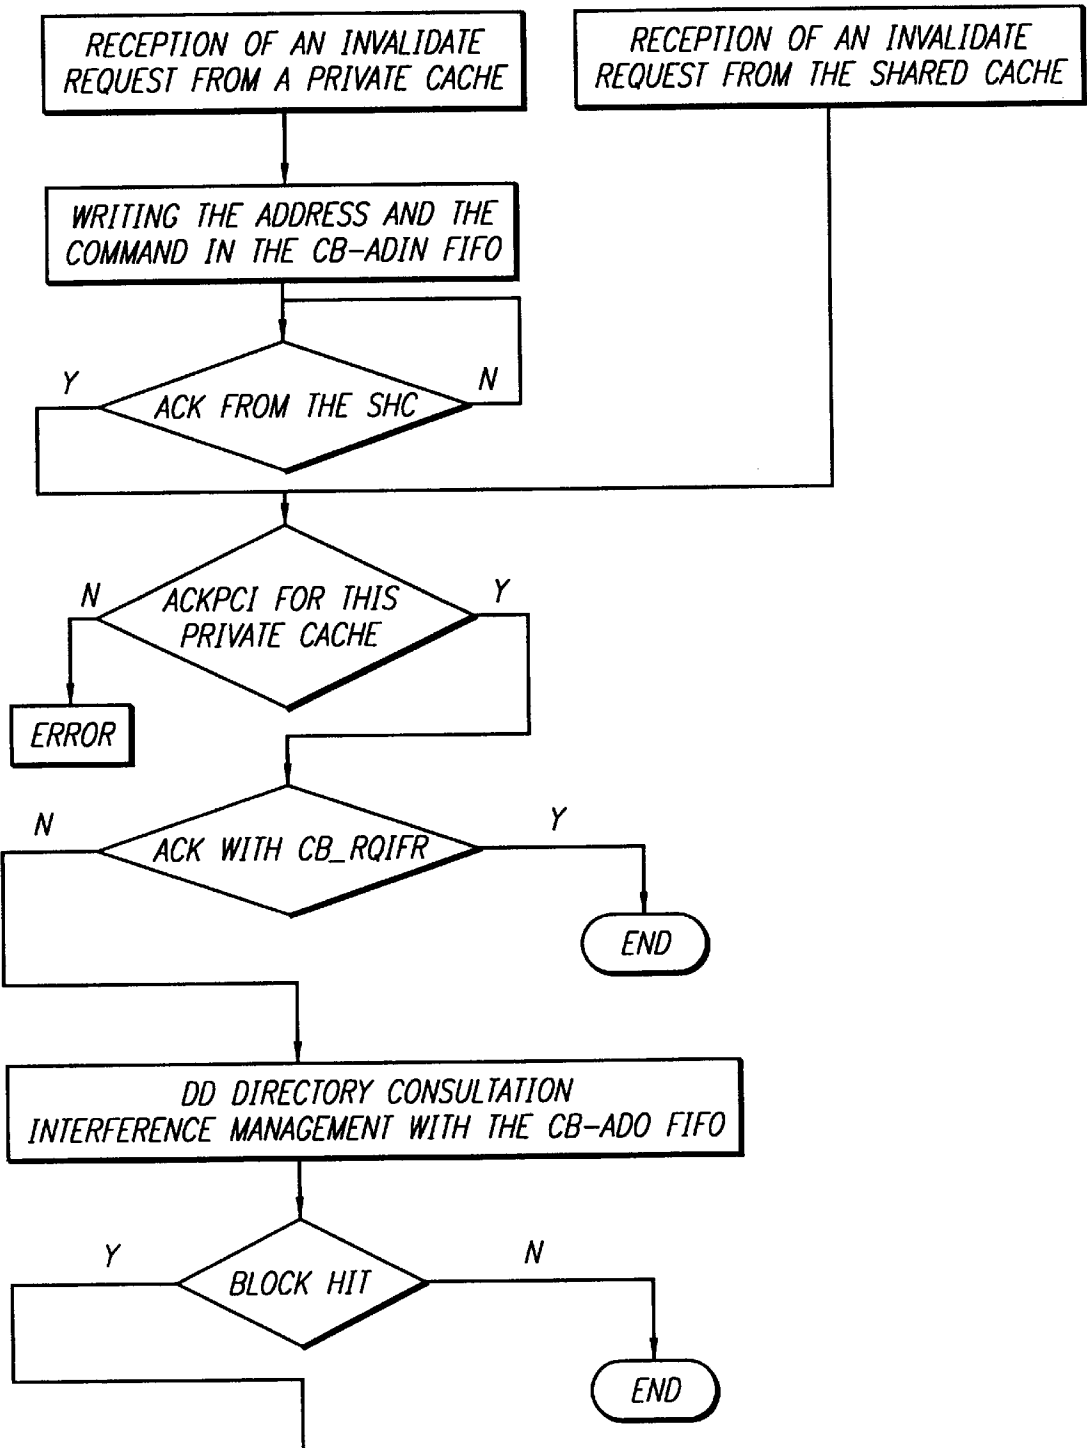 RECEPTION OF AN INVALIDATE
REQUEST FROM A PRIVATE CACHE
RECEPTION OF AN INVALIDATE
REQUEST FROM THE SHARED CACHE
WRITING THE ADDRESS AND THE
COMMAND IN THE CB-ADIN FIFO
Y
N
ACK FROM THE SHC
N
Y
ACKPCI FOR THIS
PRIVATE CACHE
ERROR
N
Y
ACK WITH CB_RQIFR
END
DD DIRECTORY CONSULTATION
INTERFERENCE MANAGEMENT WITH THE CB-ADO FIFO
Y
N
BLOCK HIT
END